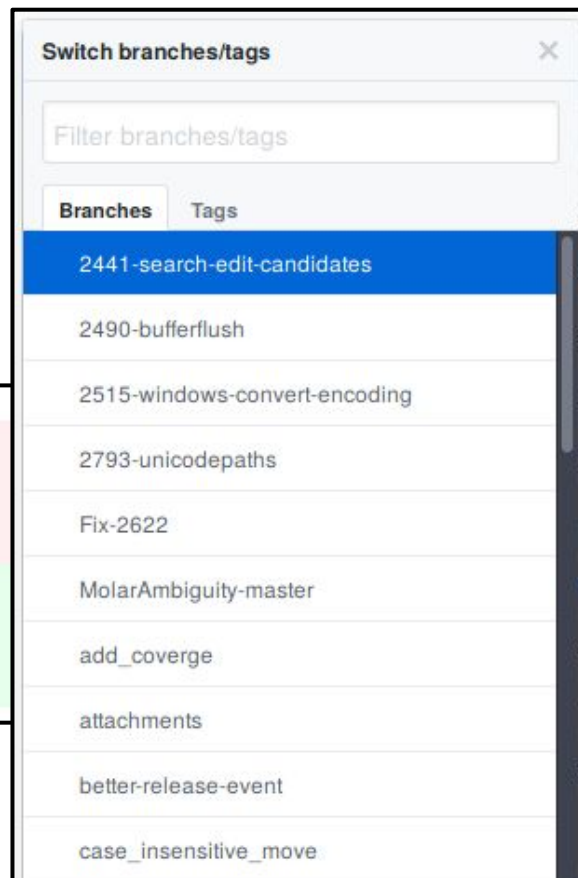 Switch branches/tags
Filter branches/tags
Branches Tags
2441-search-edit-candidates
2490-bufferflush
2515-windows-convert-encoding
2793-unicodepaths
Fix-2622
MolarAmbiguity-master
add_coverge
attachments
better-release-event
case_insensitive_move